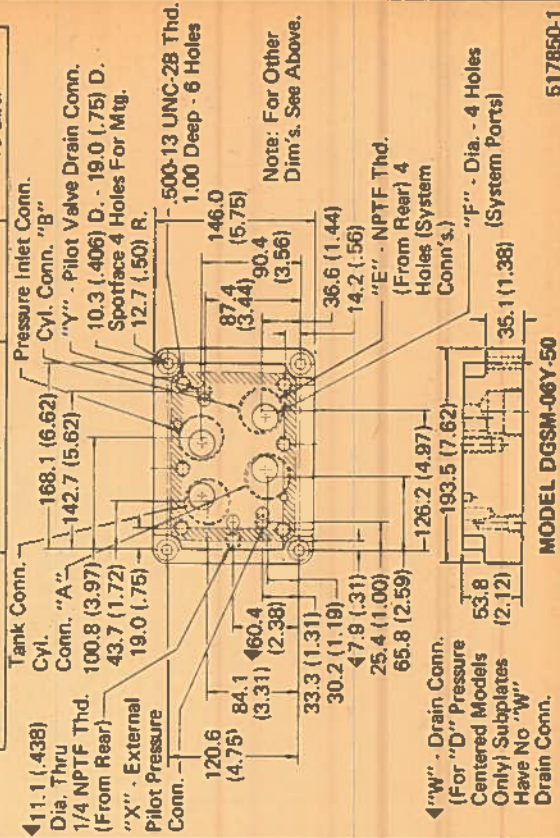 Tank Conn.
Cyl.
Conn. "A"
◀11.1 (.438)
Dia. Thru
1/4 NPTF Thd.
(From Rear)
"X" - External
Pilot Pressure
Conn.
168.1 (6.62)
142.7 (5.62)
100.8 (3.97)
43.7 (1.72)
19.0 (.75)
Pressure Inlet Conn.
Cyl. Conn. "B"
"Y" - Pilot Valve Drain Conn.
10.3 (.406) D. - 19.0 (.75) D.
Spotface 4 Holes For Mtg.
12.7 (.50) R.
.500-13 UNC-2B Thd.
1.00 Deep - 6 Holes
146.0
(5.75)
90.4
(3.56)
87.4
(3.44)
36.6 (1.44)
14.2 (.56)
Note: For Other
Dim's. See Above.
"E" - NPTF Thd.
(From Rear) 4
Holes (System
Conn's.)
"F" - Dia. - 4 Holes
(System Ports)
120.6
(4.75)
84.1
(3.31)
◀60.4
(2.38)
33.3 (1.31)
30.2 (1.19)
◀7.9 (.31)
25.4 (1.00)
65.8 (2.59)
126.2 (4.97)
193.5 (7.62)
35.1 (1.38)
53.8
(2.12)
◀"W" - Drain Conn.
(For "D" Pressure
Centered Models
Only) Subplates
Have No "W"
Drain Conn.
MODEL DGSM-06Y-50
517850-1